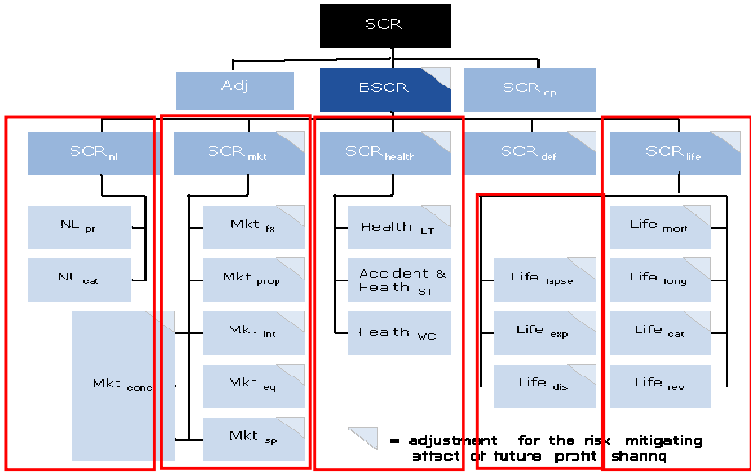 SCR
Adj
BSCR
SCR op
SCR nl
SCR mkt
SCR health
SCR def
SCR life
NL pr
Mkt fx
Health LT
Life mort
NL cat
Mkt prop
Accident &
Health ST
Life lapse
Life long
Mkt conc
Mkt int
Health WC
Life exp
Life cat
Mkt eq
Life dis
Life rev
Mkt sp
= adjustment for the risk mitigating
effect of future profit sharing